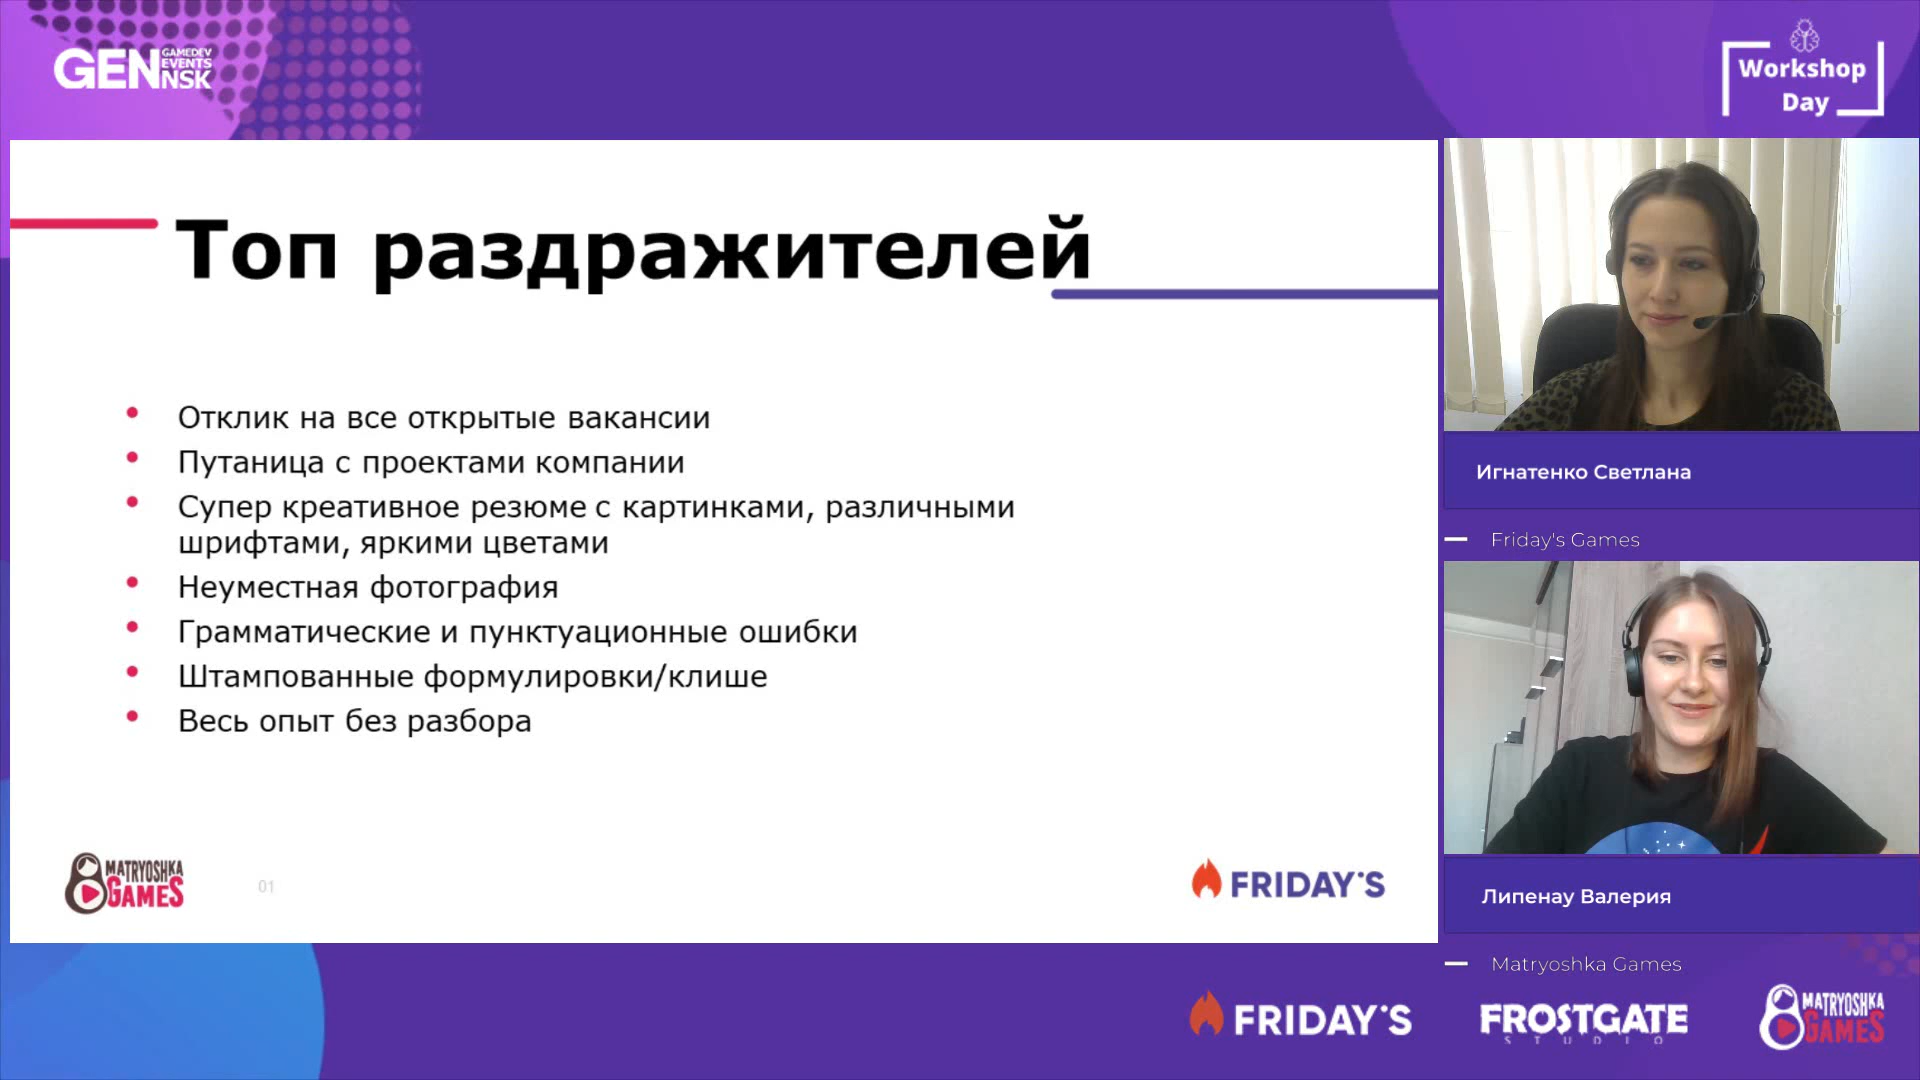 GEN GAMEDEV EVENTS NSK
Workshop
Day
Топ раздражителей
• Отклик на все открытые вакансии
• Путаница с проектами компании
• Супер креативное резюме с картинками, различными
шрифтами, яркими цветами
• Неуместная фотография
• Грамматические и пунктуационные ошибки
• Штампованные формулировки/клише
• Весь опыт без разбора
MATRYOSHKA
GAMES
01
FRIDAY'S
Игнатенко Светлана
Friday's Games
Липенау Валерия
Matryoshka Games
FRIDAY'S
FROSTGATE
STUDIO
MATRYOSHKA
GAMES